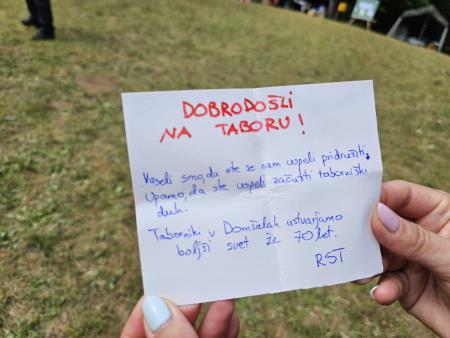 DOBRODOŠLI
NA TABORU!
Veseli smo, da ste se nam uspeli pridružiti.
Upamo, da ste uspeli začutiti taborniški
duh.
Taborniki v Domžalah ustvarjamo
boljši svet že 70 let.
RST